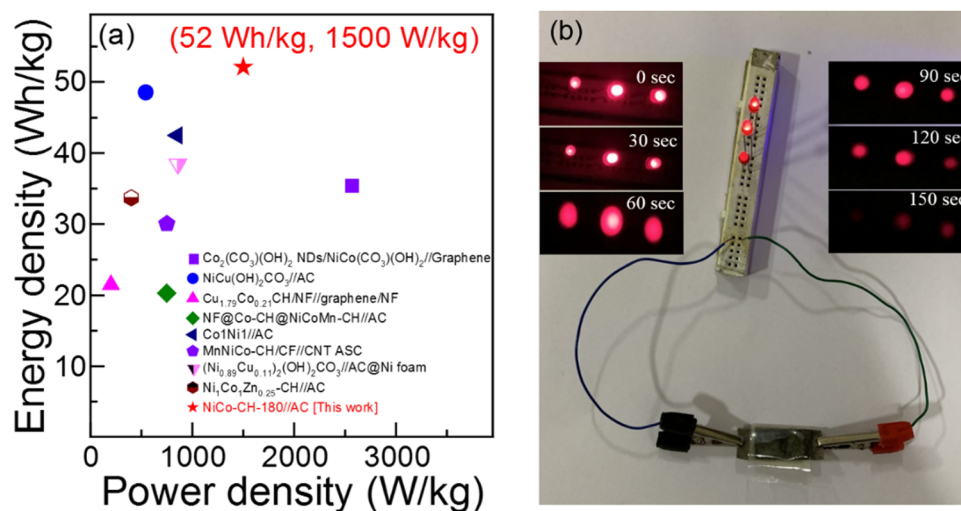 (a)
(52 Wh/kg, 1500 W/kg)
Energy density (Wh/kg)
50
40
30
20
10
Co₂(CO₃)(OH)₂ NDs/NiCo(CO₃)(OH)₂//Graphene
NiCu(OH)₂CO₃//AC
Cu₁.₇₉Co₀.₂₁CH/NF//graphene/NF
NF@Co-CH@NiCoMn-CH//AC
Co1Ni1//AC
MnNiCo-CH/CF//CNT ASC
(Ni₀.₈₉Cu₀.₁₁)₂(OH)₂CO₃//AC@Ni foam
Ni₁Co₁Zn₀.₂₅-CH//AC
NiCo-CH-180//AC [This work]
0 1000 2000 3000
Power density (W/kg)
(b)
0 sec
30 sec
60 sec
90 sec
120 sec
150 sec